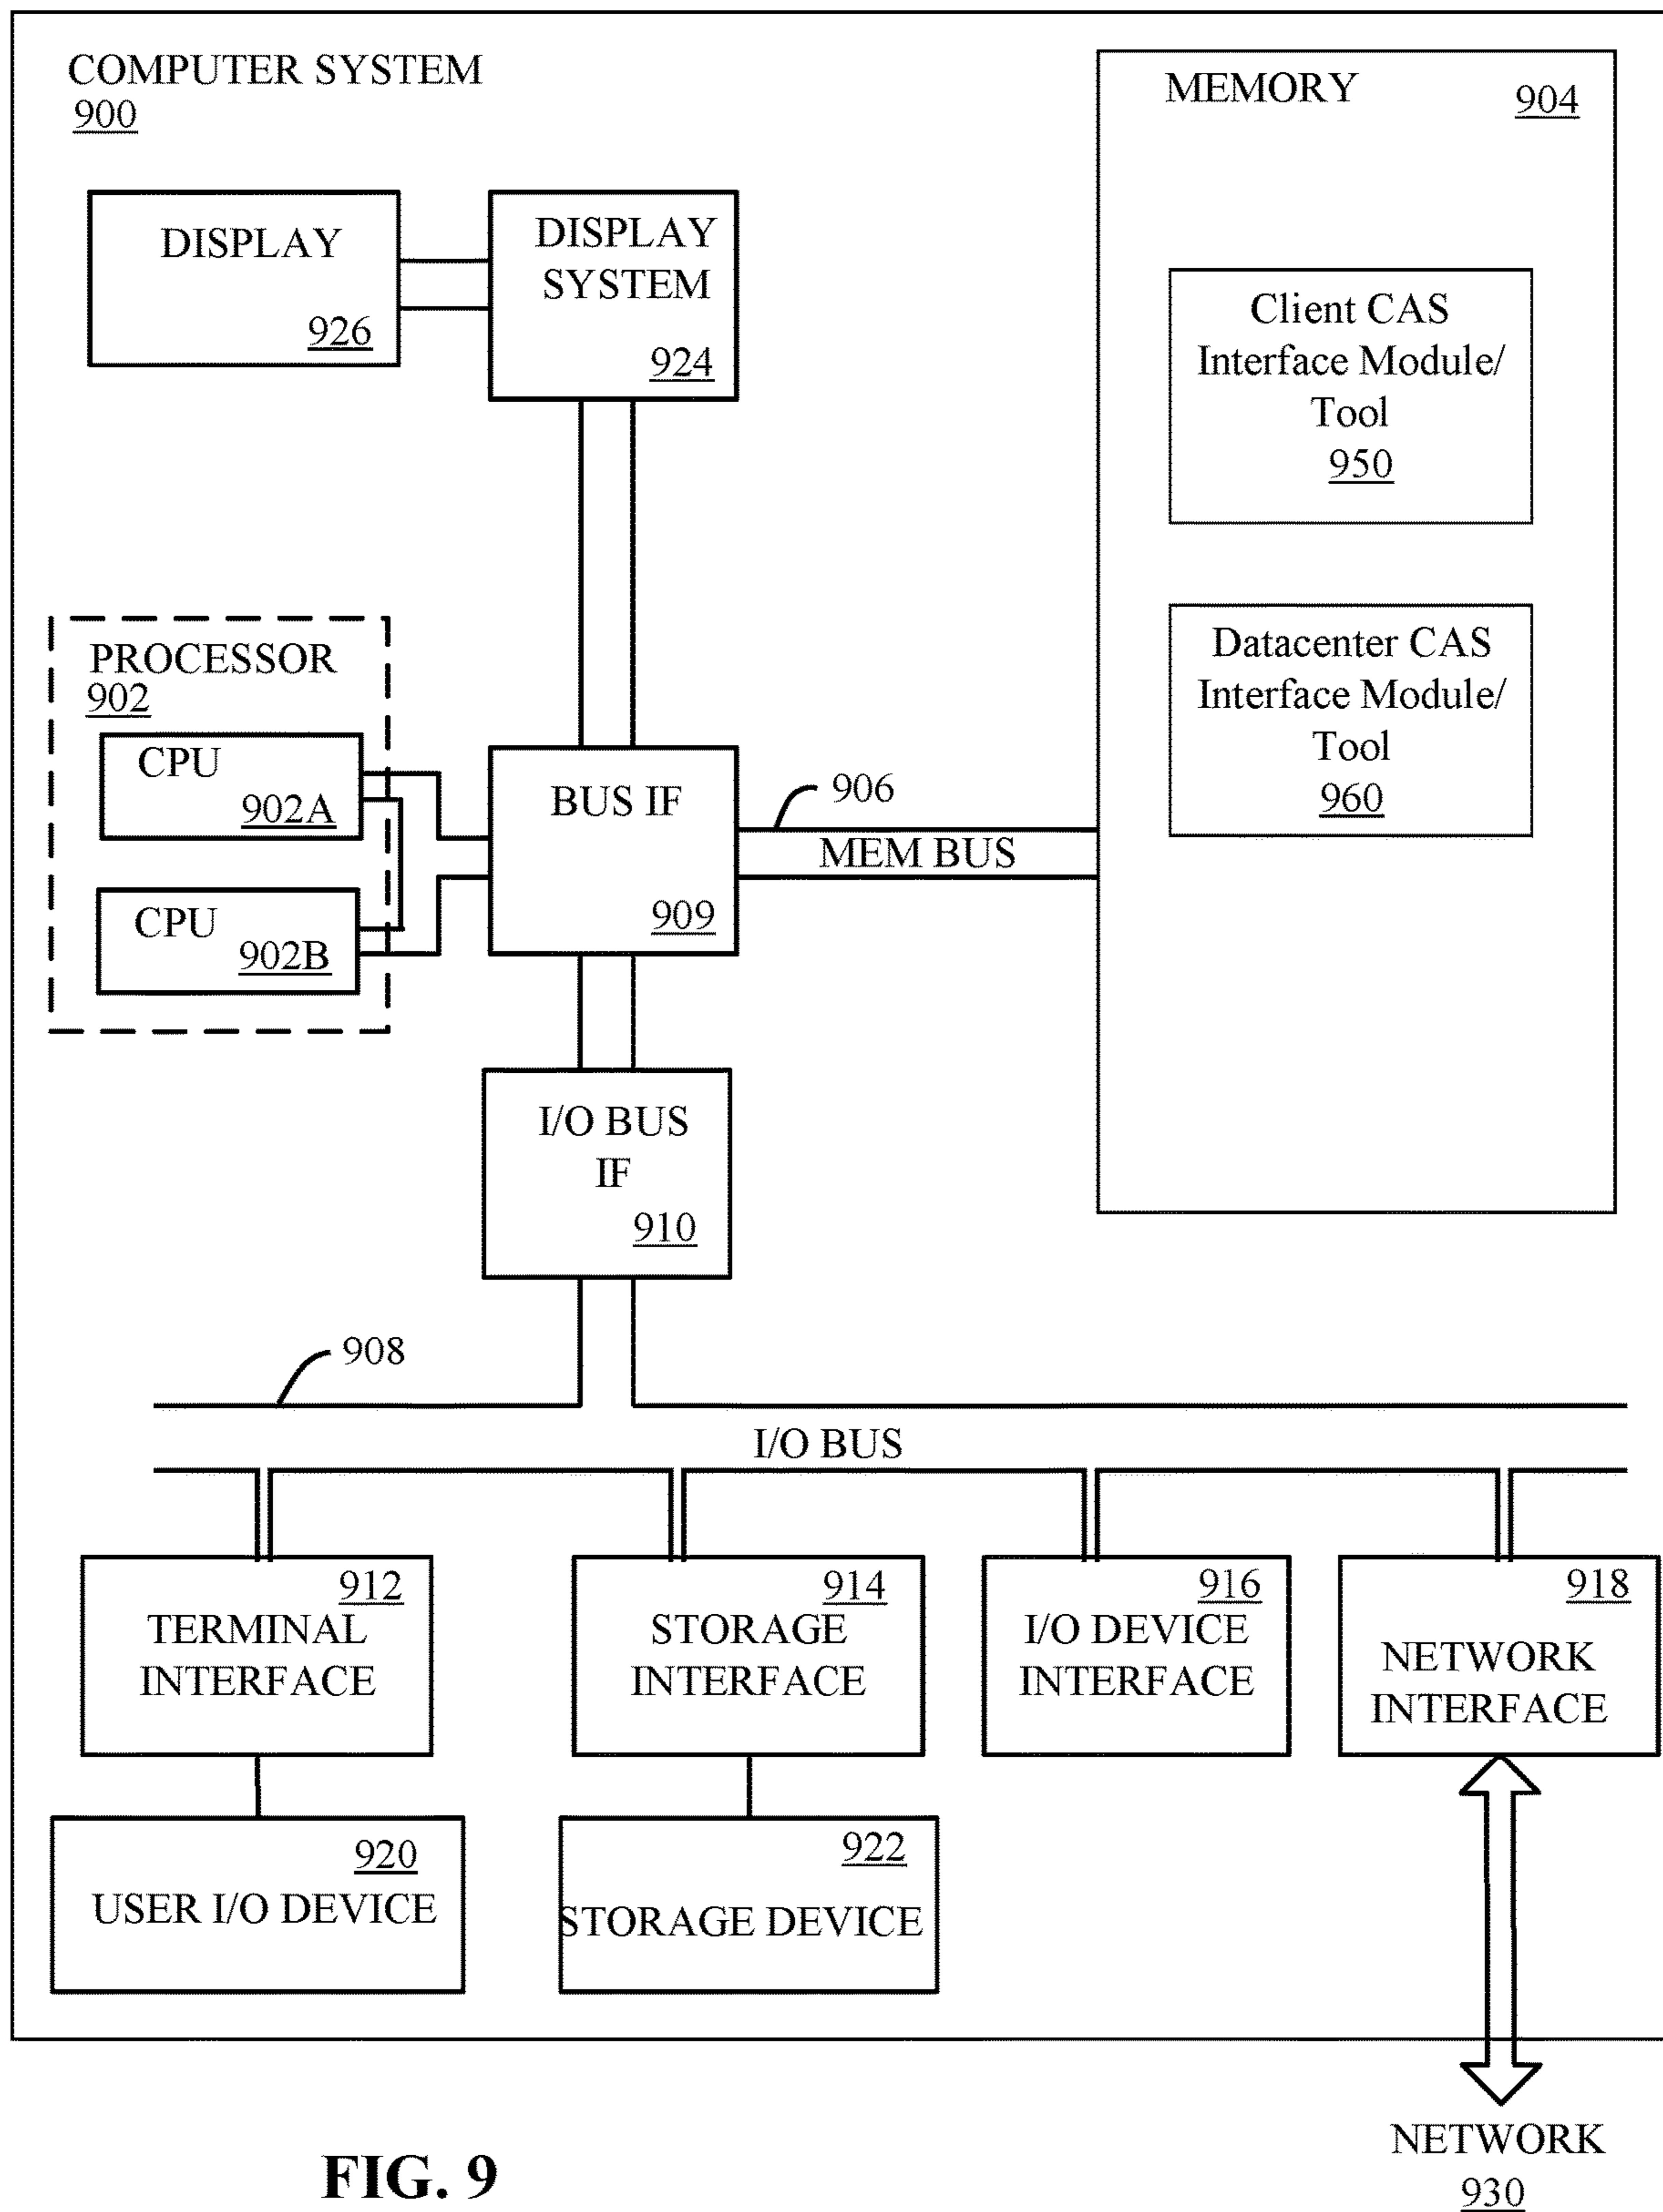 COMPUTER SYSTEM
900
MEMORY
904
DISPLAY
926
DISPLAY
SYSTEM
924
Client CAS
Interface Module/
Tool
950
Datacenter CAS
Interface Module/
Tool
960
PROCESSOR
902
CPU
902A
CPU
902B
BUS IF
909
906
MEM BUS
I/O BUS
IF
910
908
I/O BUS
912
TERMINAL
INTERFACE
914
STORAGE
INTERFACE
916
I/O DEVICE
INTERFACE
918
NETWORK
INTERFACE
920
USER I/O DEVICE
922
STORAGE DEVICE
NETWORK
930
FIG. 9